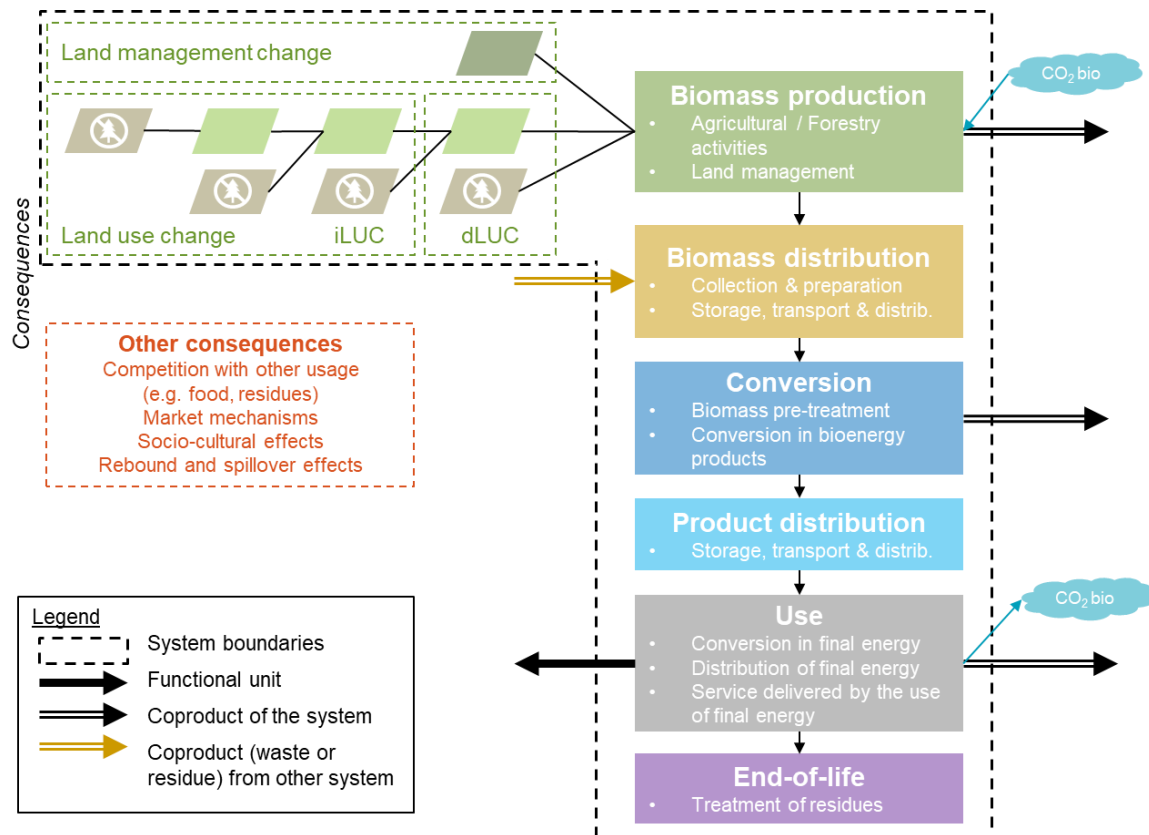 Land management change
Land use change
iLUC
dLUC
Consequences
Biomass production
• Agricultural / Forestry
activities
• Land management
CO2 bio
Biomass distribution
• Collection & preparation
• Storage, transport & distrib.
Other consequences
Competition with other usage
(e.g. food, residues)
Market mechanisms
Socio-cultural effects
Rebound and spillover effects
Conversion
• Biomass pre-treatment
• Conversion in bioenergy
products
Product distribution
• Storage, transport & distrib.
Use
• Conversion in final energy
• Distribution of final energy
• Service delivered by the use
of final energy
CO2 bio
End-of-life
• Treatment of residues
Legend
System boundaries
Functional unit
Coproduct of the system
Coproduct (waste or
residue) from other system